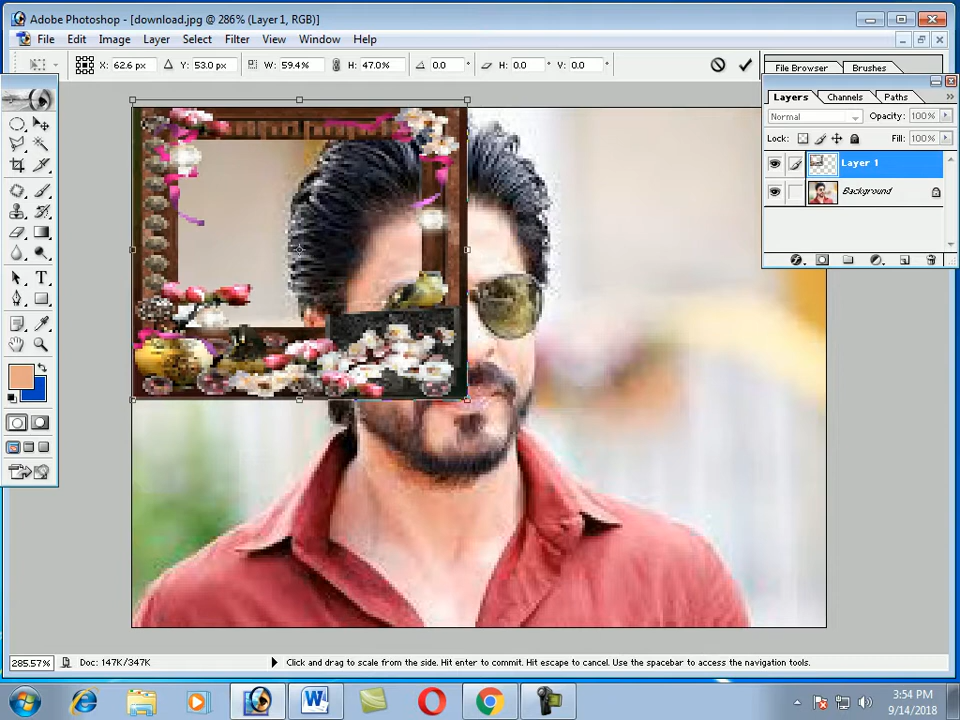 Adobe Photoshop - [download.jpg @ 286% (Layer 1, RGB)]
File Edit Image Layer Select Filter View Window Help
X: 62.6 px Y: 53.0 px W: 59.4% H: 47.0% 0.0 ° H: 0.0 ° V: 0.0 °
File Browser Brushes
Layers Channels Paths
Normal Opacity: 100%
Lock: Fill: 100%
Layer 1
Background
T
285.57% Doc: 147K/347K Click and drag to scale from the side. Hit enter to commit. Hit escape to cancel. Use the spacebar to access the navigation tools.
3:54 PM
9/14/2018